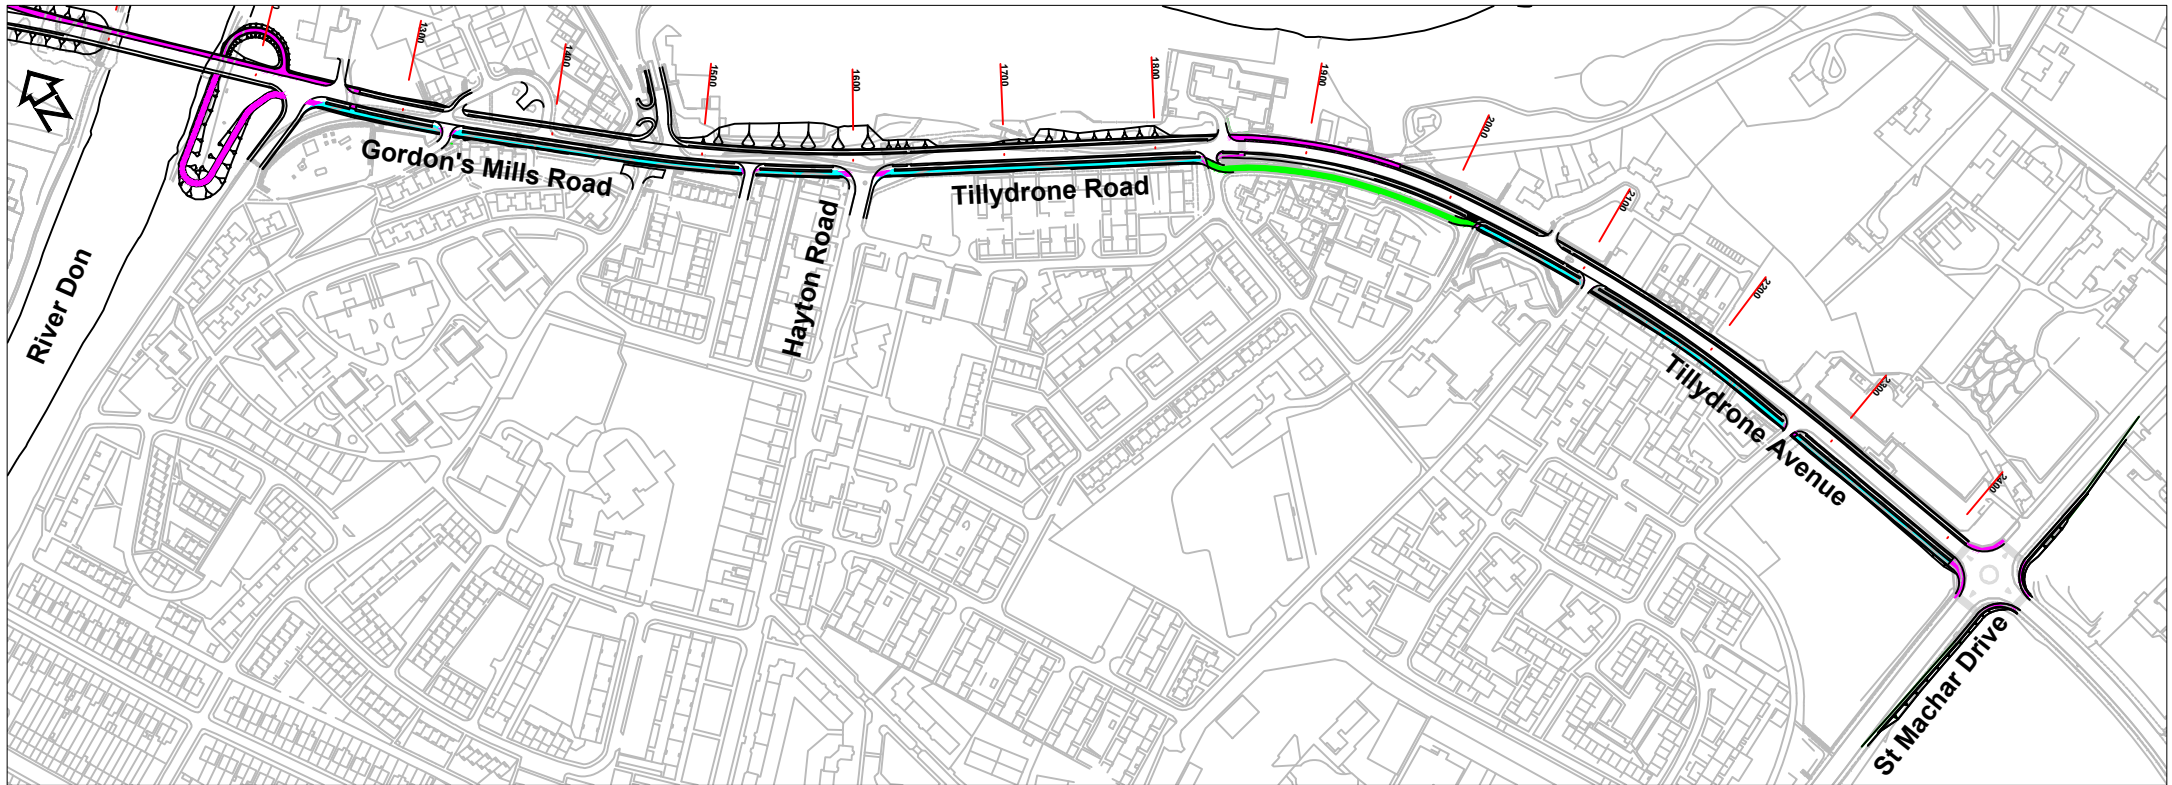 1300
1400
1500
1600
1700
1800
1900
2000
2100
2200
2300
2400
Gordon's Mills Road
Tillydrone Road
Hayton Road
River Don
Tillydrone Avenue
St Machar Drive
N